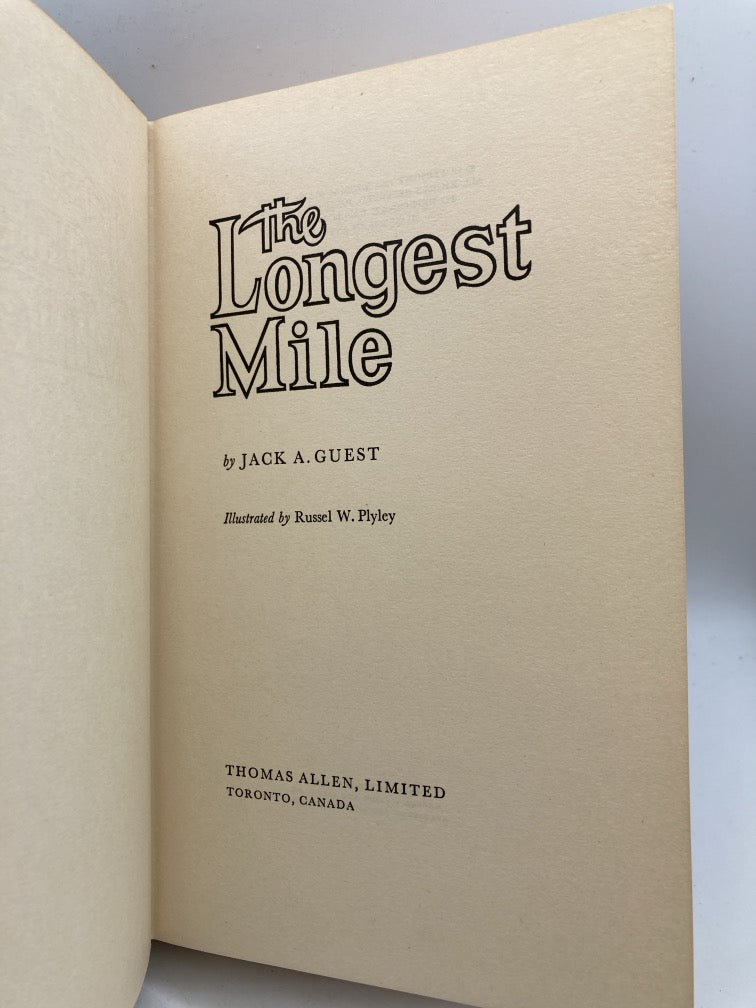 The
Longest
Mile
by JACK A. GUEST
Illustrated by Russel W. Plyley
THOMAS ALLEN, LIMITED
TORONTO, CANADA